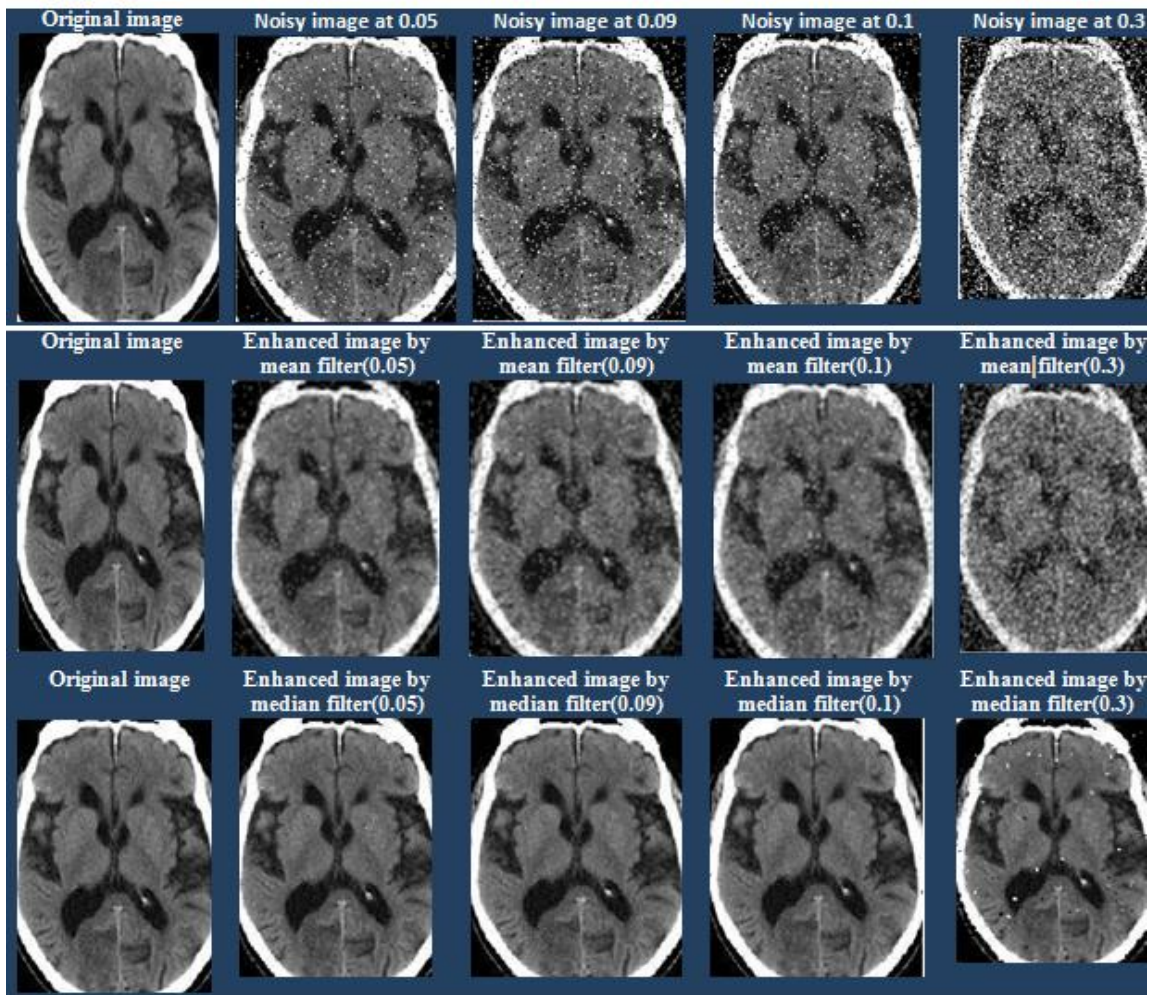 Original image
Noisy image at 0.05
Noisy image at 0.09
Noisy image at 0.1
Noisy image at 0.3
Original image
Enhanced image by
mean filter(0.05)
Enhanced image by
mean filter(0.09)
Enhanced image by
mean filter(0.1)
Enhanced image by
mean filter(0.3)
Original image
Enhanced image by
median filter(0.05)
Enhanced image by
median filter(0.09)
Enhanced image by
median filter(0.1)
Enhanced image by
median filter(0.3)